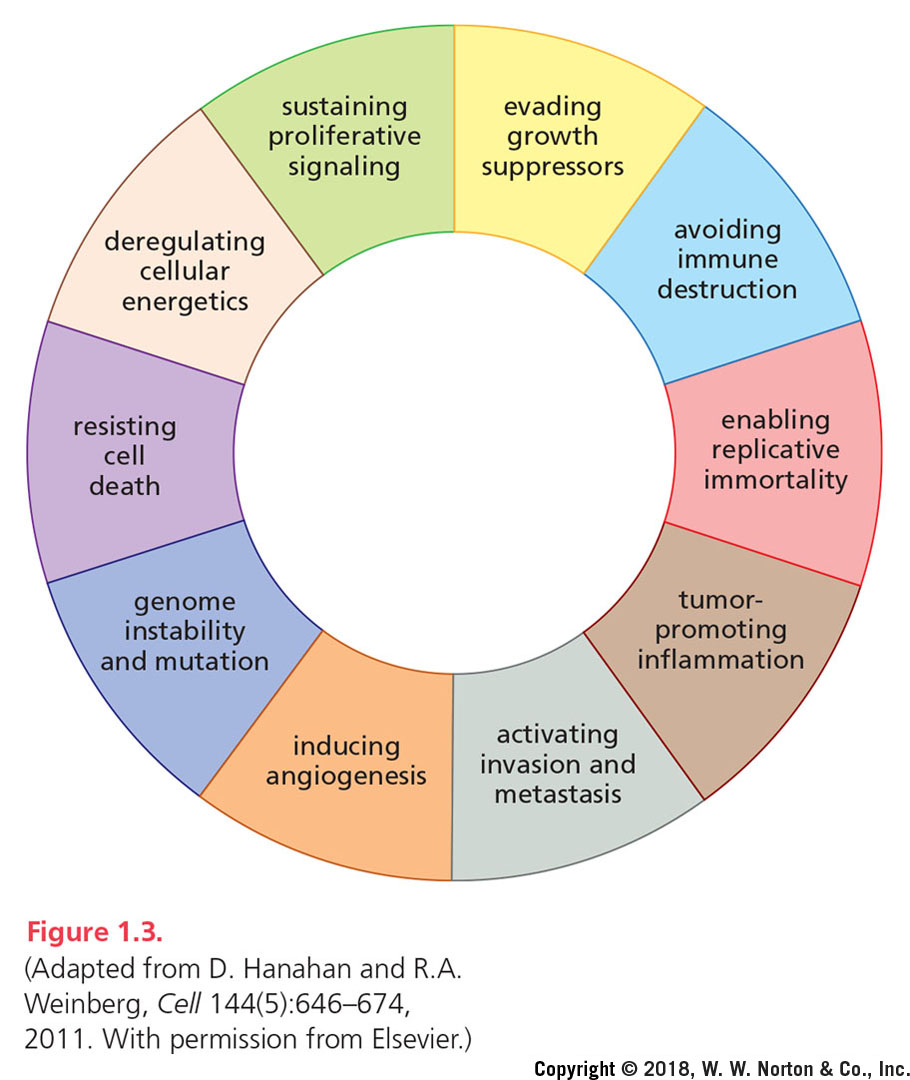 sustaining
proliferative
signaling
evading
growth
suppressors
avoiding
immune
destruction
enabling
replicative
immortality
tumor-
promoting
inflammation
activating
invasion and
metastasis
inducing
angiogenesis
genome
instability
and mutation
resisting
cell
death
deregulating
cellular
energetics
Figure 1.3.
(Adapted from D. Hanahan and R.A.
Weinberg, Cell 144(5):646–674,
2011. With permission from Elsevier.)
Copyright © 2018, W. W. Norton & Co., Inc.